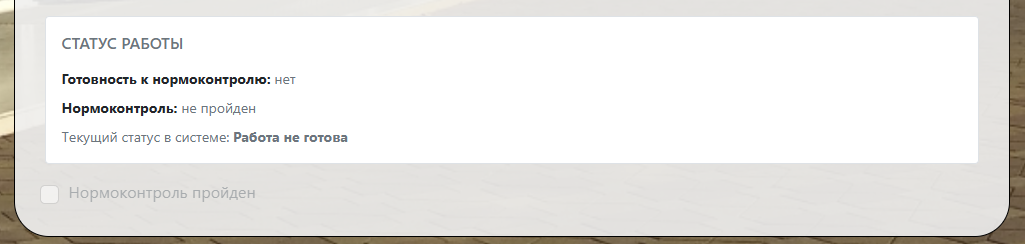 СТАТУС РАБОТЫ
Готовность к нормоконтролю: нет
Нормоконтроль: не пройден
Текущий статус в системе: Работа не готова
Нормоконтроль пройден